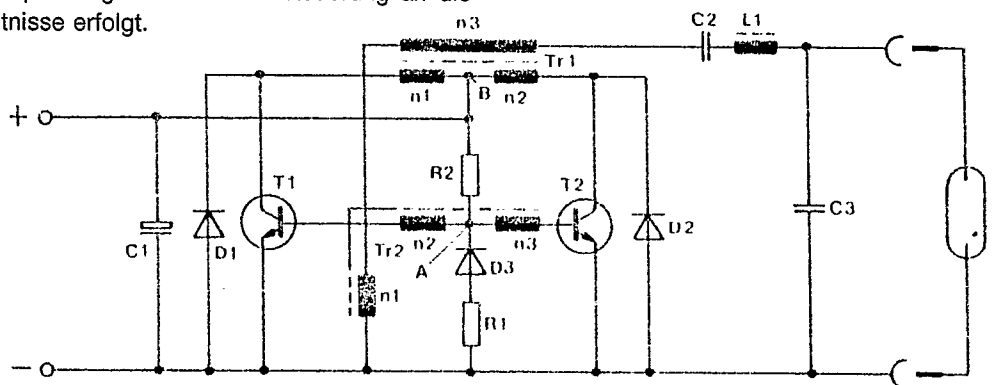 tnisse erfolgt.
n3
C2 L1
Tr1
n1 B n2
+
R2
T1 T2
C1 D1 n2 n3 D2 C3
Tr2
A D3
n1
R1
−